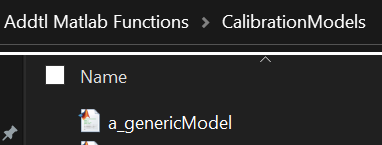 Addtl Matlab Functions > CalibrationModels
Name
a_genericModel